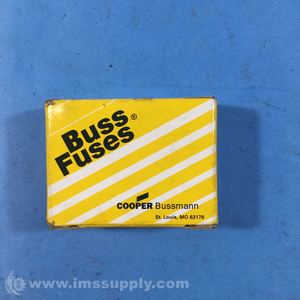 Buss®
Fuses
COOPER Bussmann
St. Louis, MO 63178
© www.imssupply.com